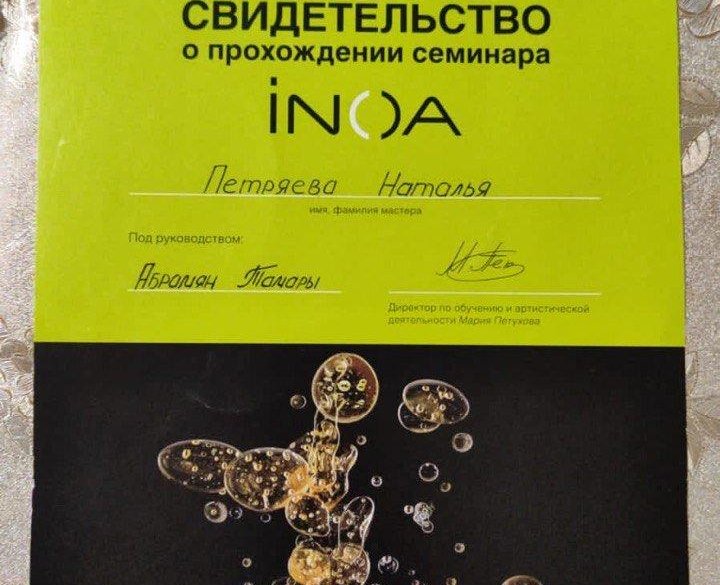 СВИДЕТЕЛЬСТВО
о прохождении семинара
iNOA
Петряева Наталья
имя, фамилия мастера
Под руководством:
Абрамян Тамары
Директор по обучению и артистической
деятельности Мария Петухова